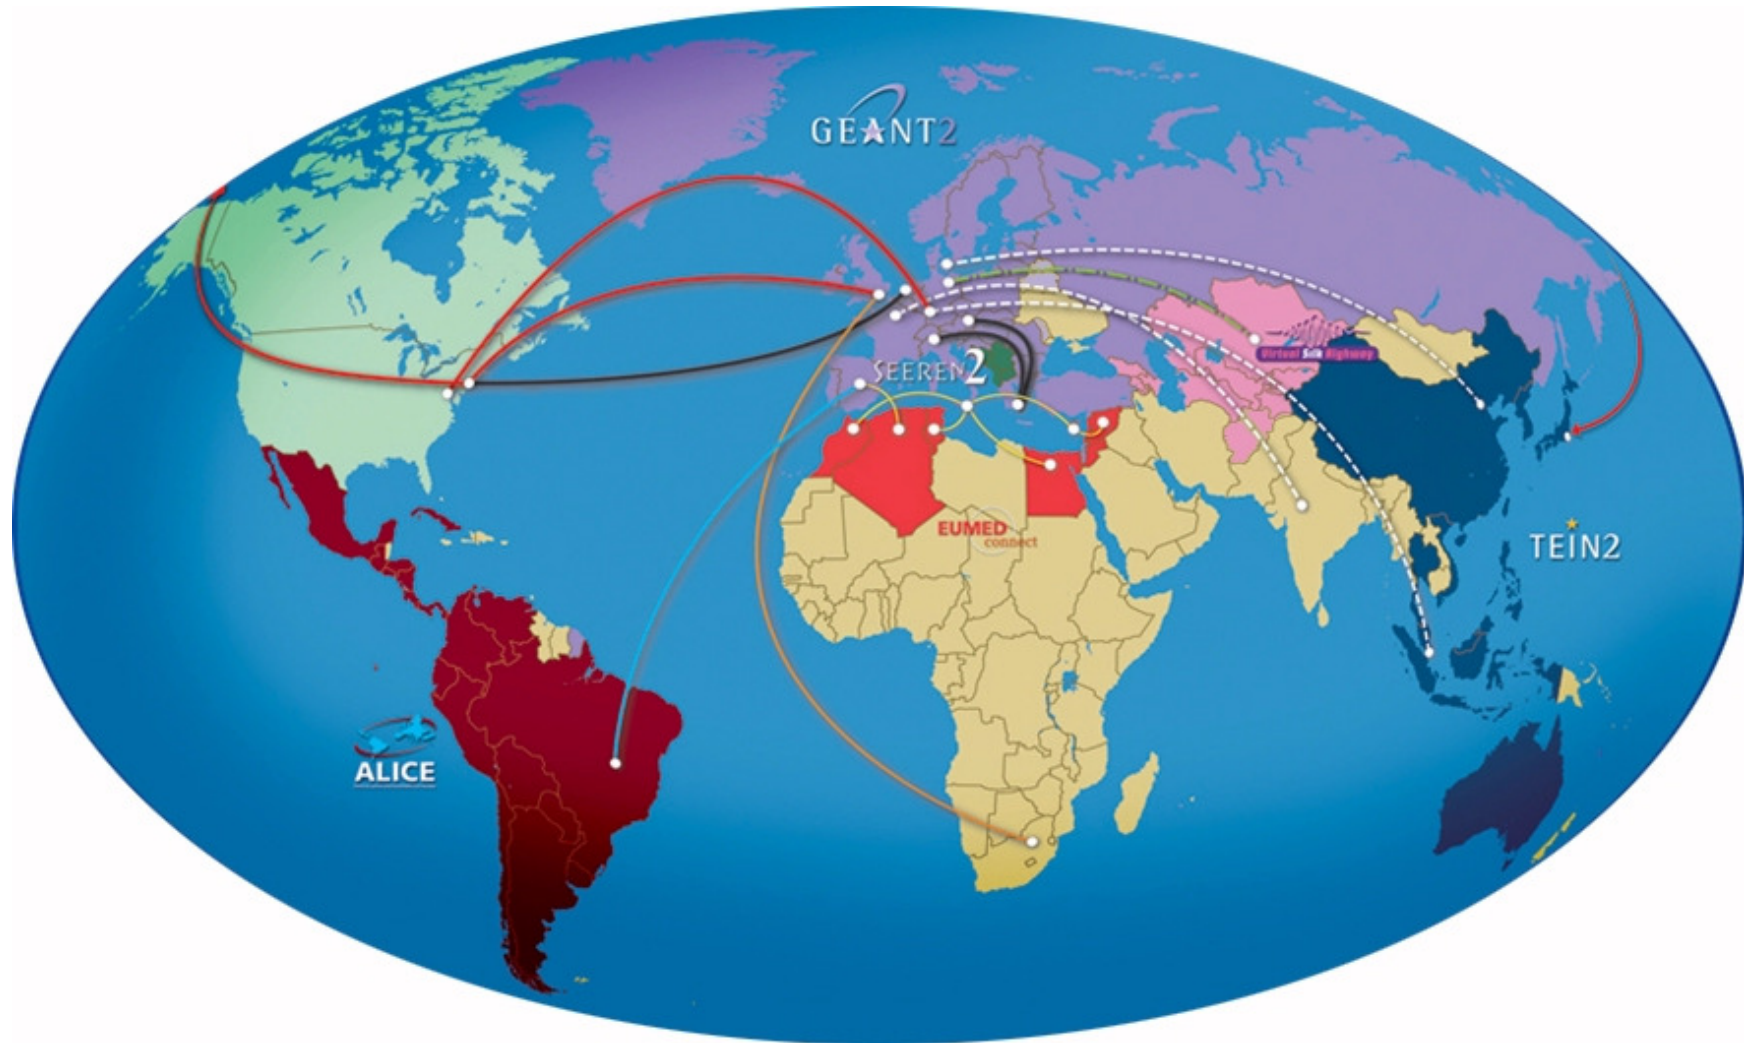 GEANT2
Virtual Silk Highway
SEEREN2
EUMED
connect
TEIN2
ALICE